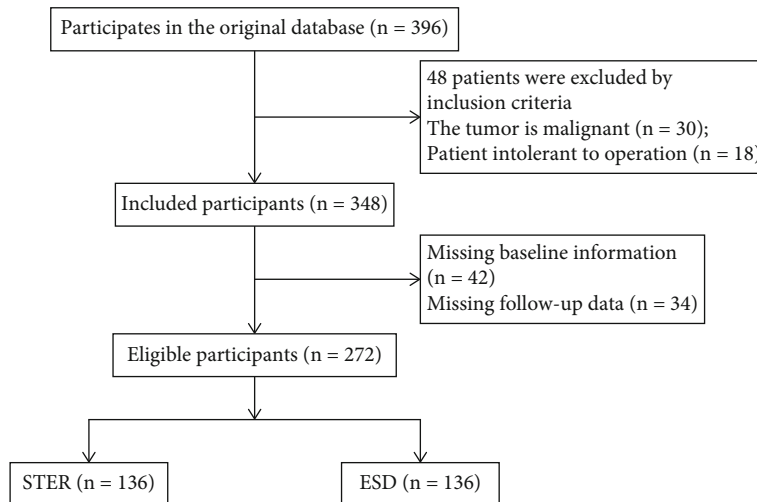 Participates in the original database (n = 396)
48 patients were excluded by
inclusion criteria
The tumor is malignant (n = 30);
Patient intolerant to operation (n = 18)
Included participants (n = 348)
Missing baseline information
(n = 42)
Missing follow-up data (n = 34)
Eligible participants (n = 272)
STER (n = 136)
ESD (n = 136)